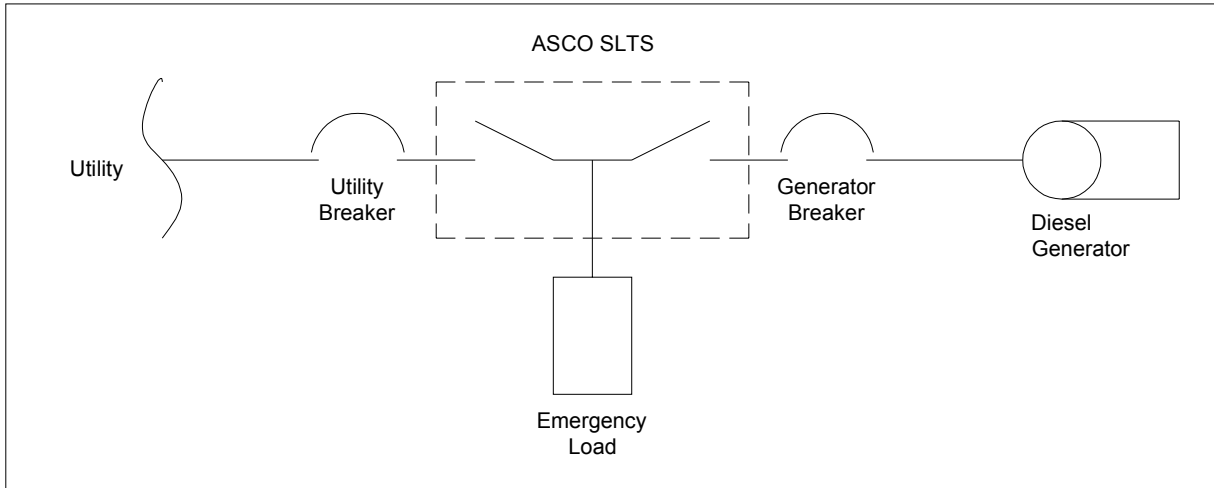 ASCO SLTS
Utility
Utility
Breaker
Generator
Breaker
Diesel
Generator
Emergency
Load